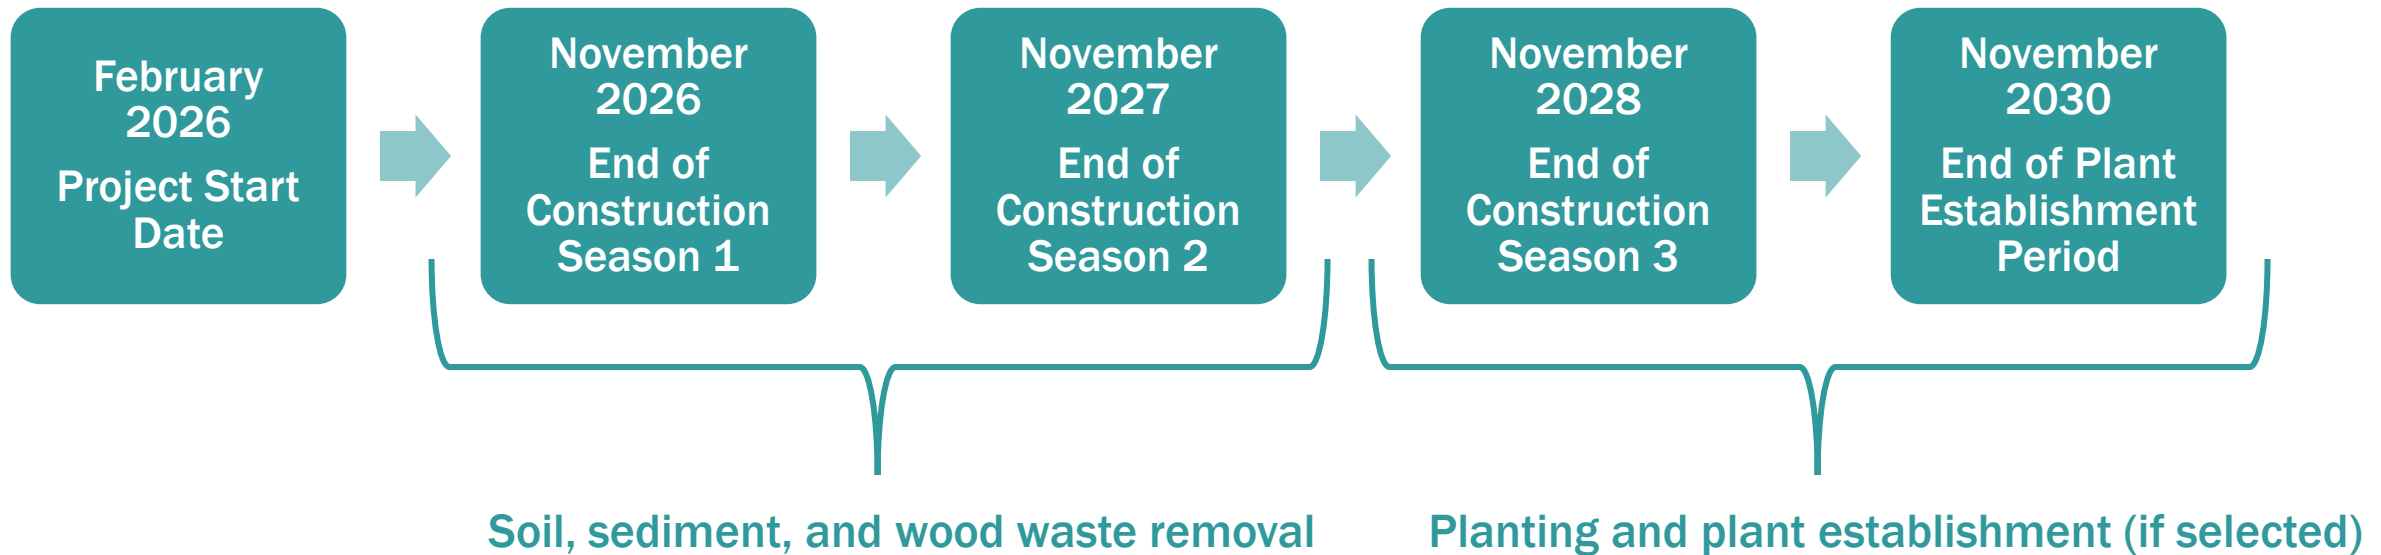 February
2026
Project Start
Date
November
2026
End of
Construction
Season 1
November
2027
End of
Construction
Season 2
November
2028
End of
Construction
Season 3
November
2030
End of Plant
Establishment
Period
Soil, sediment, and wood waste removal
Planting and plant establishment (if selected)